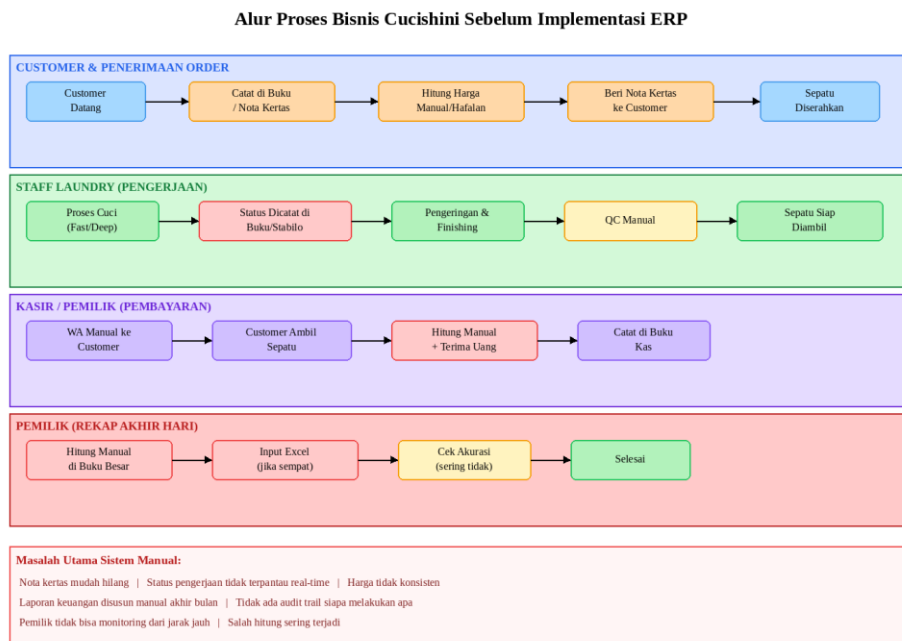 Alur Proses Bisnis Cucishini Sebelum Implementasi ERP
CUSTOMER & PENERIMAAN ORDER
Customer
Datang
Catat di Buku
/ Nota Kertas
Hitung Harga
Manual/Hafalan
Beri Nota Kertas
ke Customer
Sepatu
Diserahkan
STAFF LAUNDRY (PENGERJAAN)
Proses Cuci
(Fast/Deep)
Status Dicatat di
Buku/Stabilo
Pengeringan &
Finishing
QC Manual
Sepatu Siap
Diambil
KASIR / PEMILIK (PEMBAYARAN)
WA Manual ke
Customer
Customer Ambil
Sepatu
Hitung Manual
+ Terima Uang
Catat di Buku
Kas
PEMILIK (REKAP AKHIR HARI)
Hitung Manual
di Buku Besar
Input Excel
(jika sempat)
Cek Akurasi
(sering tidak)
Selesai
Masalah Utama Sistem Manual:
Nota kertas mudah hilang | Status pengerjaan tidak terpantau real-time | Harga tidak konsisten
Laporan keuangan disusun manual akhir bulan | Tidak ada audit trail siapa melakukan apa
Pemilik tidak bisa monitoring dari jarak jauh | Salah hitung sering terjadi